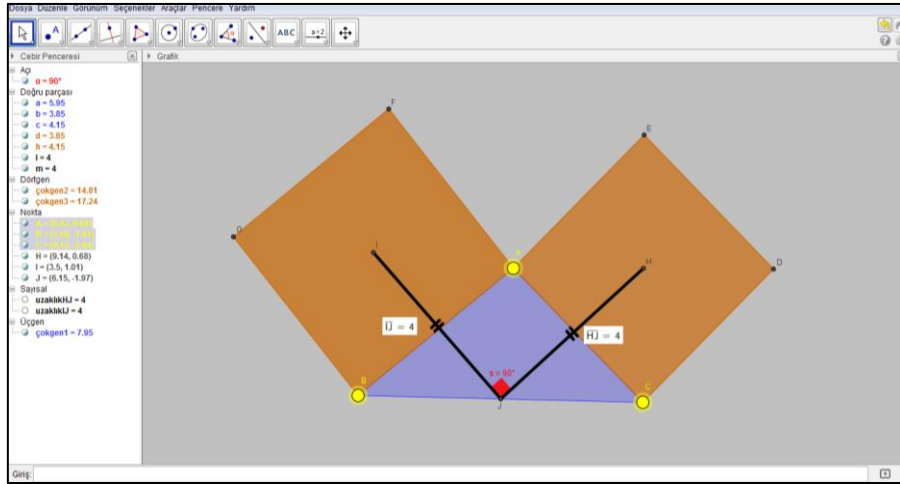 Dosya Düzenle Görünüm Seçenekler Araçlar Pencere Yardım
A
ABC
a=2
Cebir Penceresi
Grafik
Açı
α = 90°
Doğru parçası
a = 5.95
b = 3.85
c = 4.15
d = 3.85
h = 4.15
l = 4
m = 4
Dörtgen
çokgen2 = 14.81
çokgen3 = 17.24
Nokta
H = (9.14, 0.68)
I = (3.5, 1.01)
J = (6.15, -1.97)
Sayısal
uzaklıkHJ = 4
uzaklıkIJ = 4
Üçgen
çokgen1 = 7.95
F
E
G
I
A
H
D
IJ = 4
HJ = 4
α = 90°
B
C
J
Giriş: